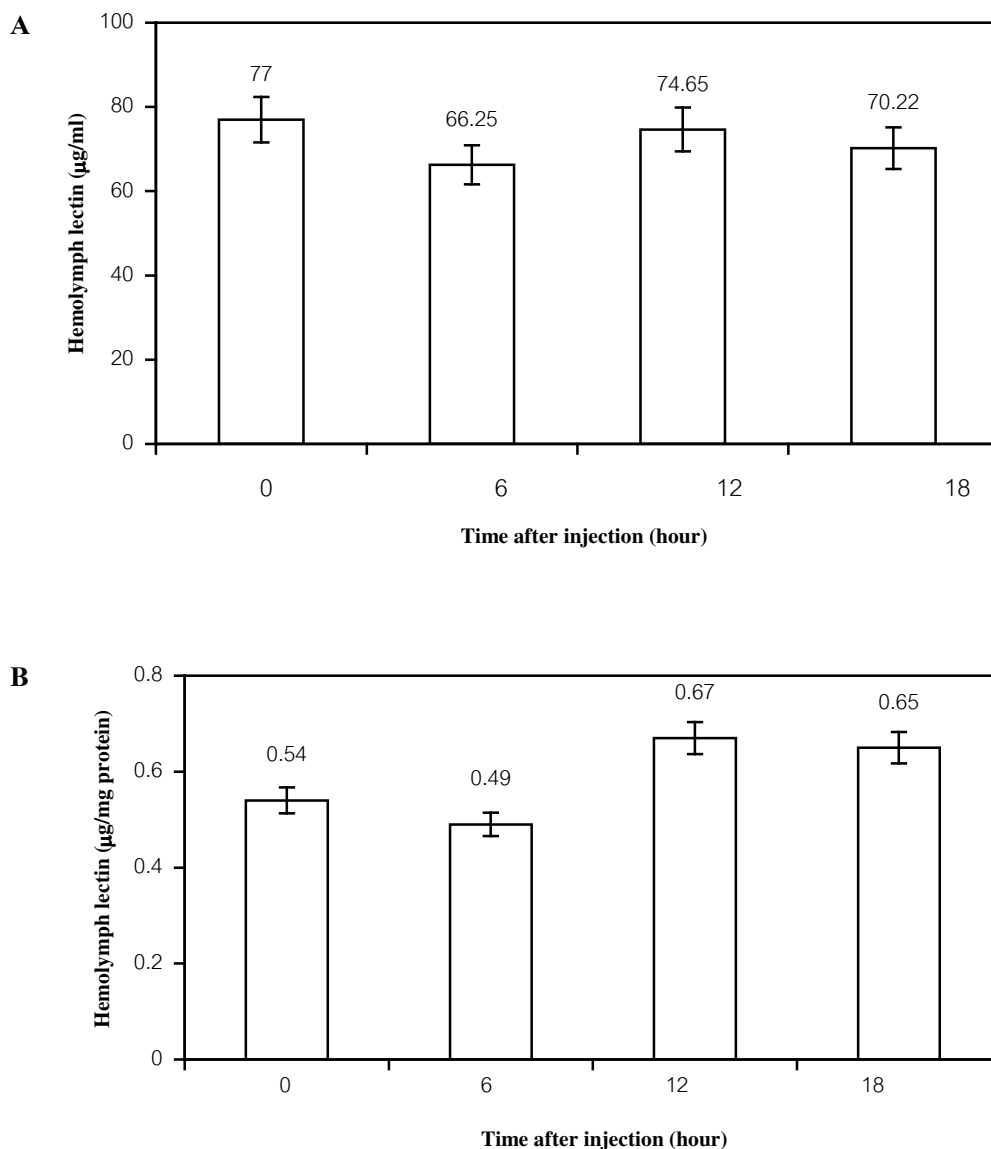 A
100
80
60
40
20
0
Hemolymph lectin (µg/ml)
77
66.25
74.65
70.22
0 6 12 18
Time after injection (hour)
B
0.8
0.6
0.4
0.2
0
Hemolymph lectin (µg/mg protein)
0.54
0.49
0.67
0.65
0 6 12 18
Time after injection (hour)